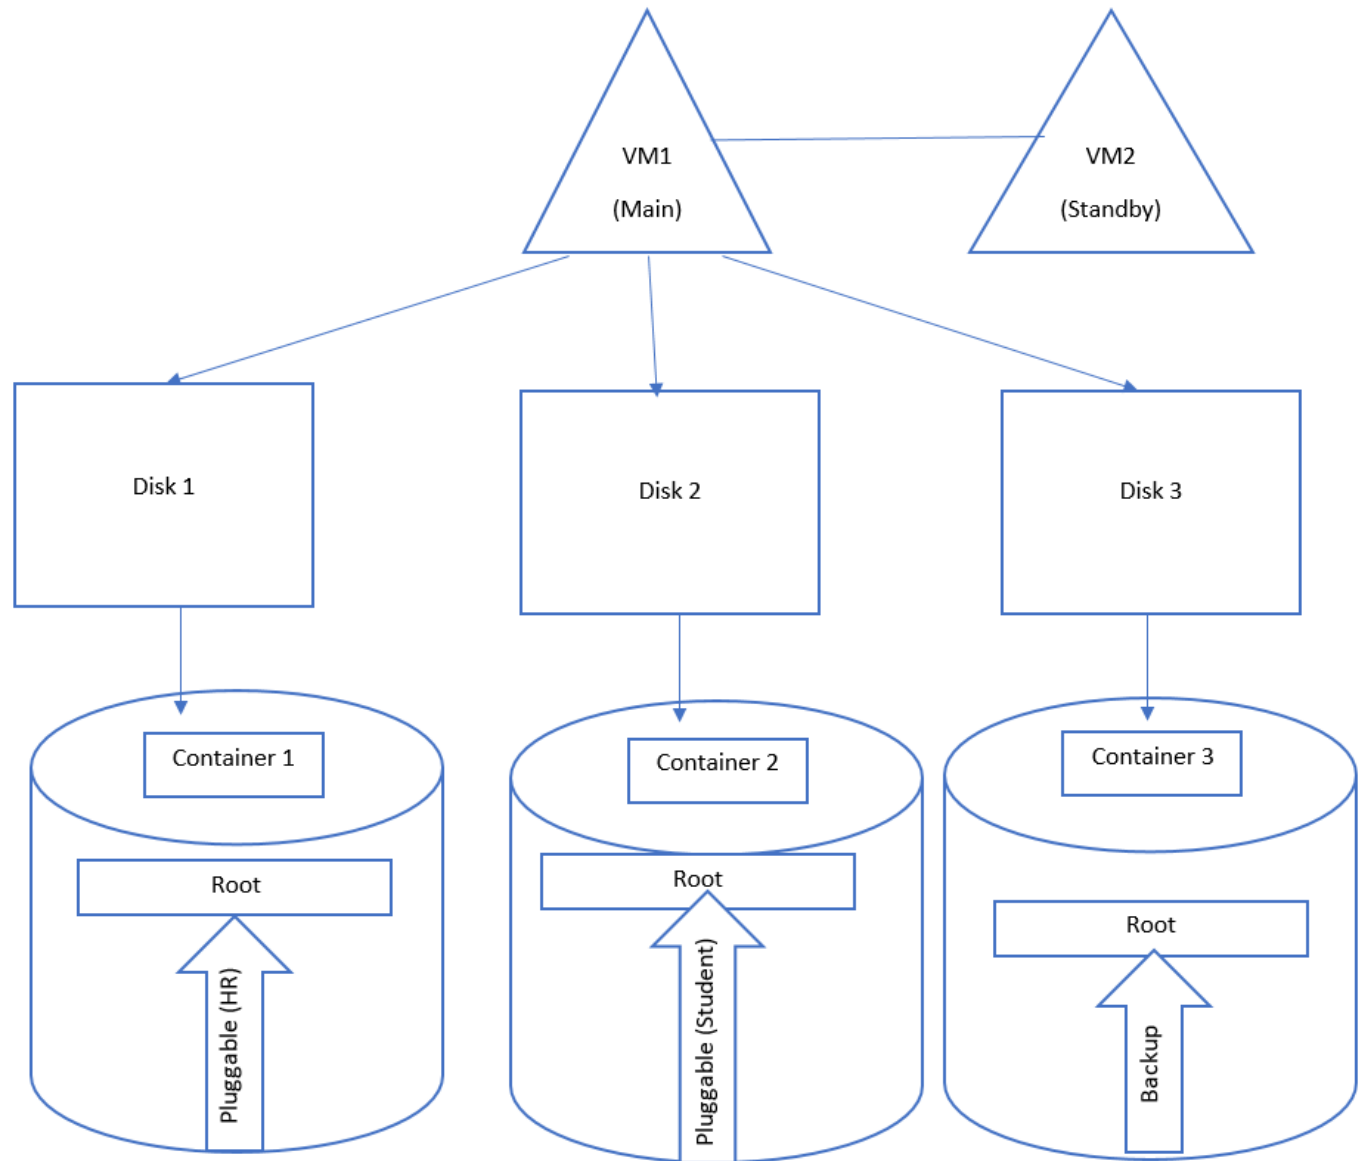 VM1
(Main)
VM2
(Standby)
Disk 1
Disk 2
Disk 3
Container 1
Container 2
Container 3
Root
Root
Root
Pluggable (HR)
Pluggable (Student)
Backup